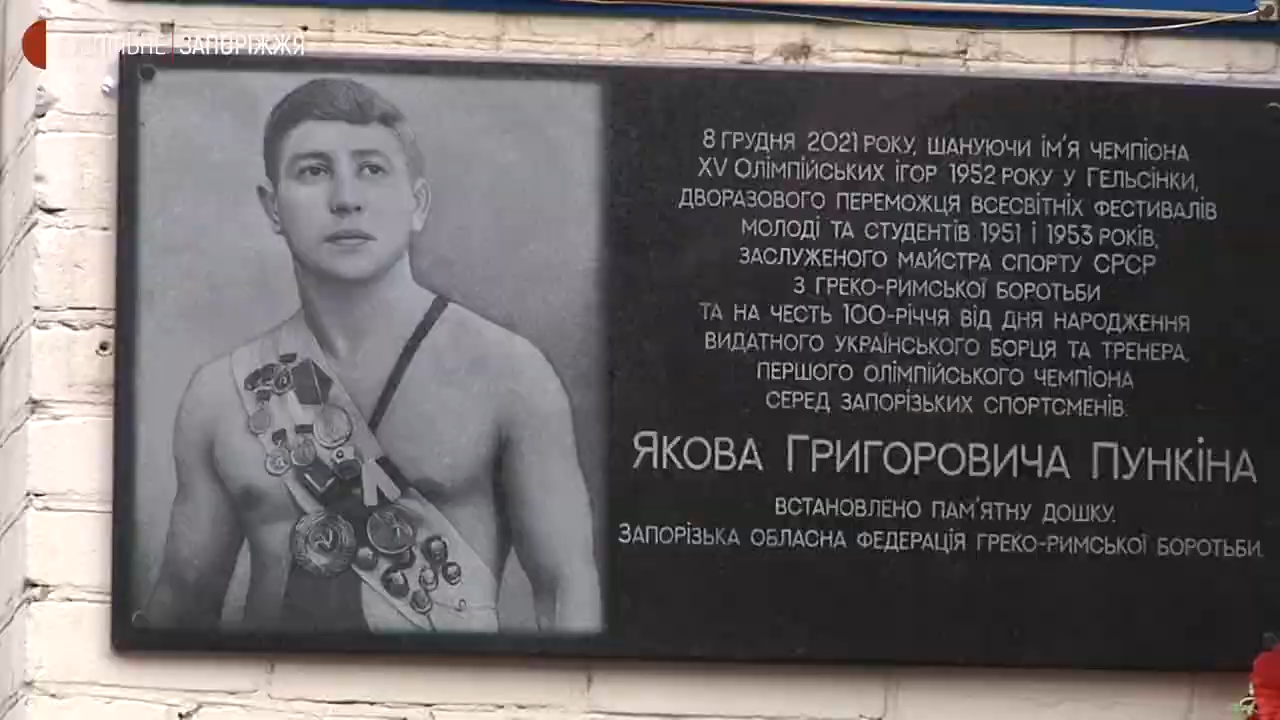 СУСПІЛЬНЕ ЗАПОРІЖЖЯ
8 ГРУДНЯ 2021 РОКУ, ШАНУЮЧИ ІМ'Я ЧЕМПІОНА
XV ОЛІМПІЙСЬКИХ ІГОР 1952 РОКУ У ГЕЛЬСІНКИ,
ДВОРАЗОВОГО ПЕРЕМОЖЦЯ ВСЕСВІТНІХ ФЕСТИВАЛІВ
МОЛОДІ ТА СТУДЕНТІВ 1951 І 1953 РОКІВ,
ЗАСЛУЖЕНОГО МАЙСТРА СПОРТУ СРСР
З ГРЕКО-РИМСЬКОЇ БОРОТЬБИ
ТА НА ЧЕСТЬ 100-РІЧЧЯ ВІД ДНЯ НАРОДЖЕННЯ
ВИДАТНОГО УКРАЇНСЬКОГО БОРЦЯ ТА ТРЕНЕРА,
ПЕРШОГО ОЛІМПІЙСЬКОГО ЧЕМПІОНА
СЕРЕД ЗАПОРІЗЬКИХ СПОРТСМЕНІВ.
ЯКОВА ГРИГОРОВИЧА ПУНКІНА
ВСТАНОВЛЕНО ПАМ'ЯТНУ ДОШКУ.
ЗАПОРІЗЬКА ОБЛАСНА ФЕДЕРАЦІЯ ГРЕКО-РИМСЬКОЇ БОРОТЬБИ.